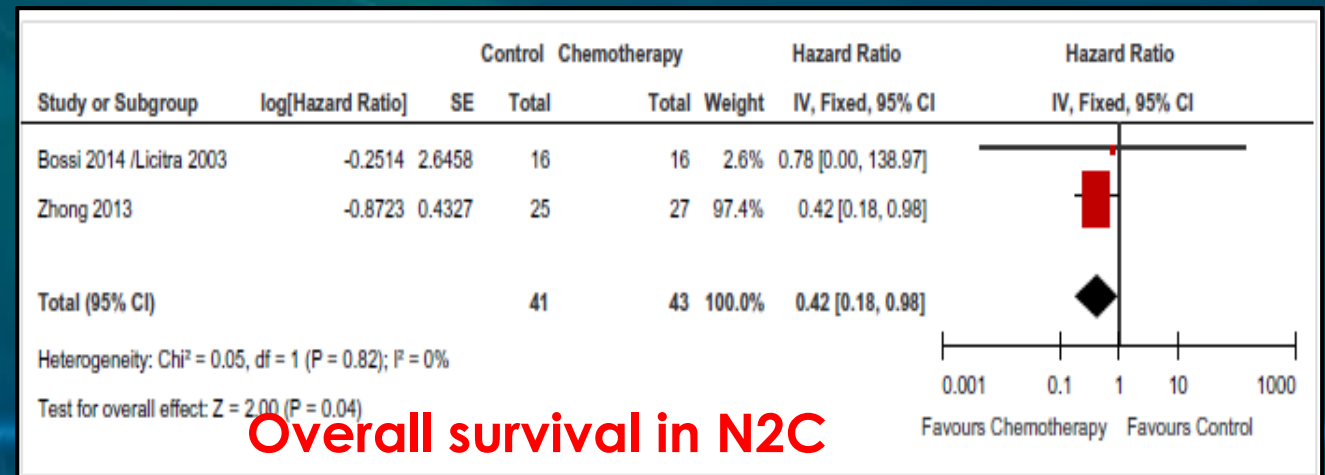 Control Chemotherapy Hazard Ratio Hazard Ratio
Study or Subgroup log[Hazard Ratio] SE Total Total Weight IV, Fixed, 95% CI IV, Fixed, 95% CI
Bossi 2014 /Licitra 2003 -0.2514 2.6458 16 16 2.6% 0.78 [0.00, 138.97]
Zhong 2013 -0.8723 0.4327 25 27 97.4% 0.42 [0.18, 0.98]
Total (95% CI) 41 43 100.0% 0.42 [0.18, 0.98]
Heterogeneity: Chi² = 0.05, df = 1 (P = 0.82); I² = 0%
Test for overall effect: Z = 2.00 (P = 0.04)
0.001 0.1 1 10 1000
Favours Chemotherapy Favours Control
Overall survival in N2C